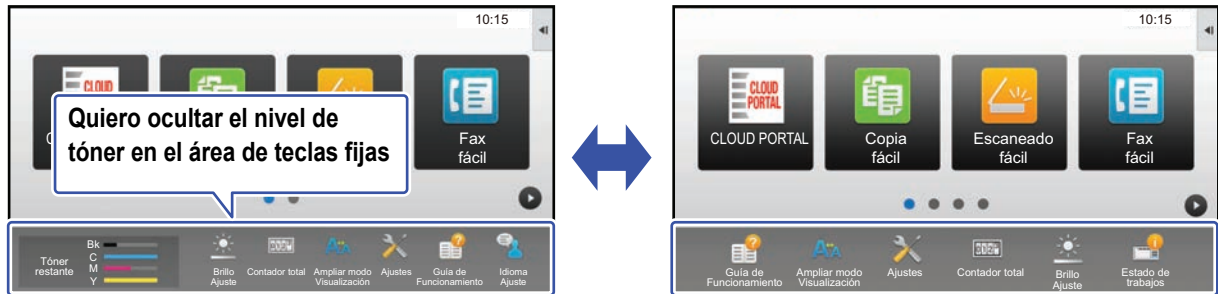 10:15
CLOUD
Quiero ocultar el nivel de
tóner en el área de teclas fijas
Fax
fácil
Tóner
restante
Bk
C
M
Y
Brillo
Ajuste
Contador total
Ampliar modo
Visualización
Ajustes
Guía de
Funcionamiento
Idioma
Ajuste
10:15
CLOUD
PORTAL
CLOUD PORTAL
Copia
fácil
Escaneado
fácil
Fax
fácil
Guía de
Funcionamiento
Ampliar modo
Visualización
Ajustes
Contador total
Brillo
Ajuste
Estado de
trabajos